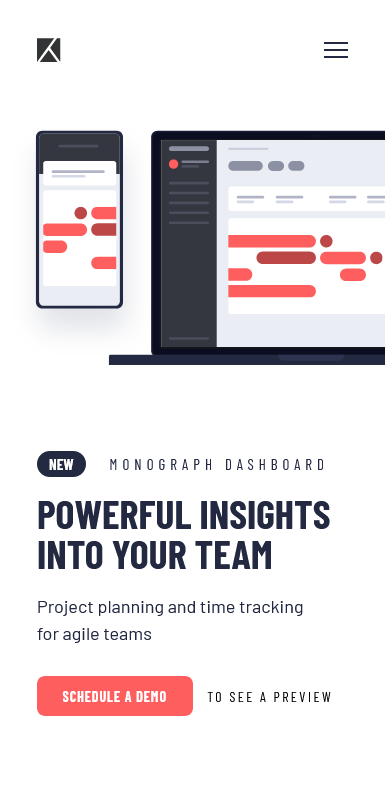 NEW MONOGRAPH DASHBOARD
POWERFUL INSIGHTS
INTO YOUR TEAM
Project planning and time tracking
for agile teams
SCHEDULE A DEMO TO SEE A PREVIEW